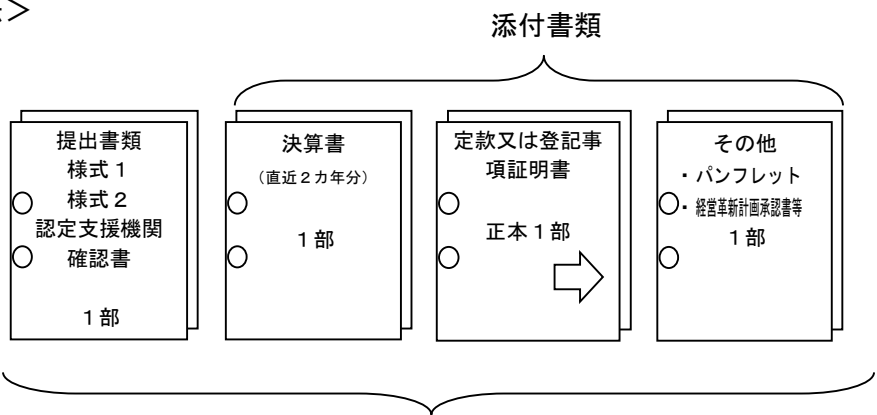 ＞
添付書類
提出書類
様式１
様式２
認定支援機関
確認書
１部
決算書
（直近２カ年分）
１部
定款又は登記事
項証明書
正本１部
その他
・パンフレット
・経営革新計画承認書等
１部